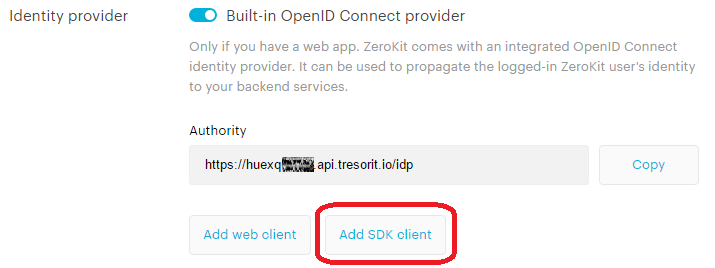 Identity provider
Built-in OpenID Connect provider
Only if you have a web app. ZeroKit comes with an integrated OpenID Connect
identity provider. It can be used to propagate the logged-in ZeroKit user's identity
to your backend services.
Authority
https://huexq .api.tresorit.io/idp
Copy
Add web client
Add SDK client